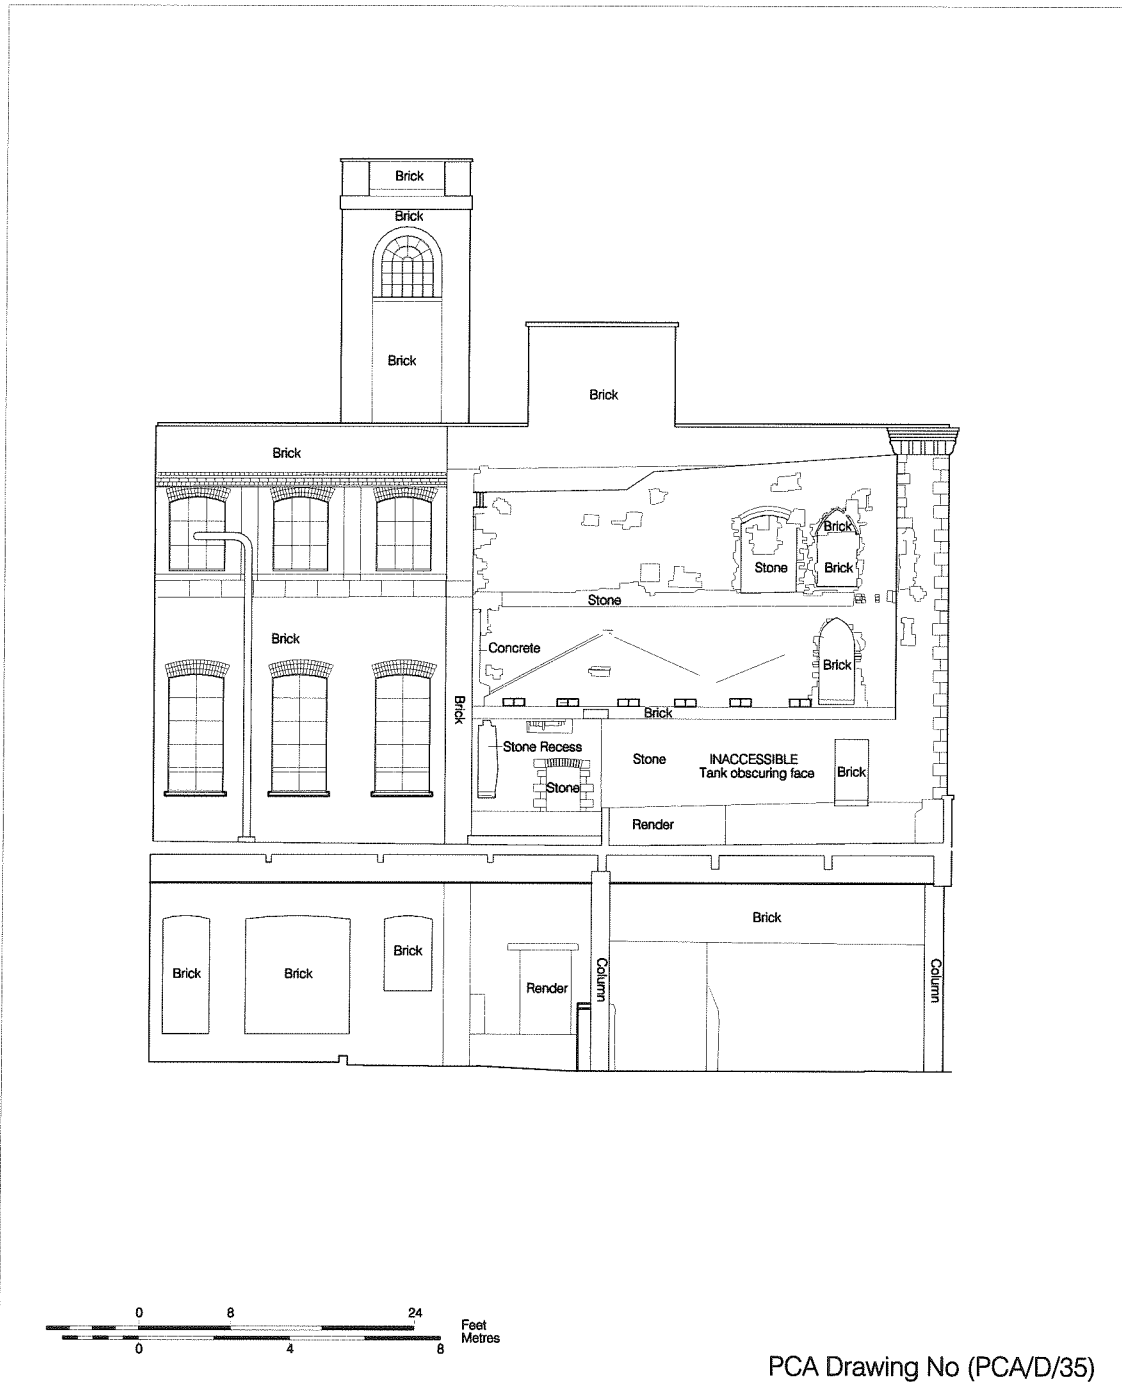 Brick
Brick
Brick
Brick
Brick
Brick
Stone
Brick
Stone
Brick
Concrete
Brick
Brick
Brick
Stone Recess
Stone
INACCESSIBLE
Tank obscuring face
Brick
Stone
Render
Brick
Brick
Brick
Brick
Column
Render
Column
0 8 24
Feet
Metres
0 4 8
PCA Drawing No (PCA/D/35)